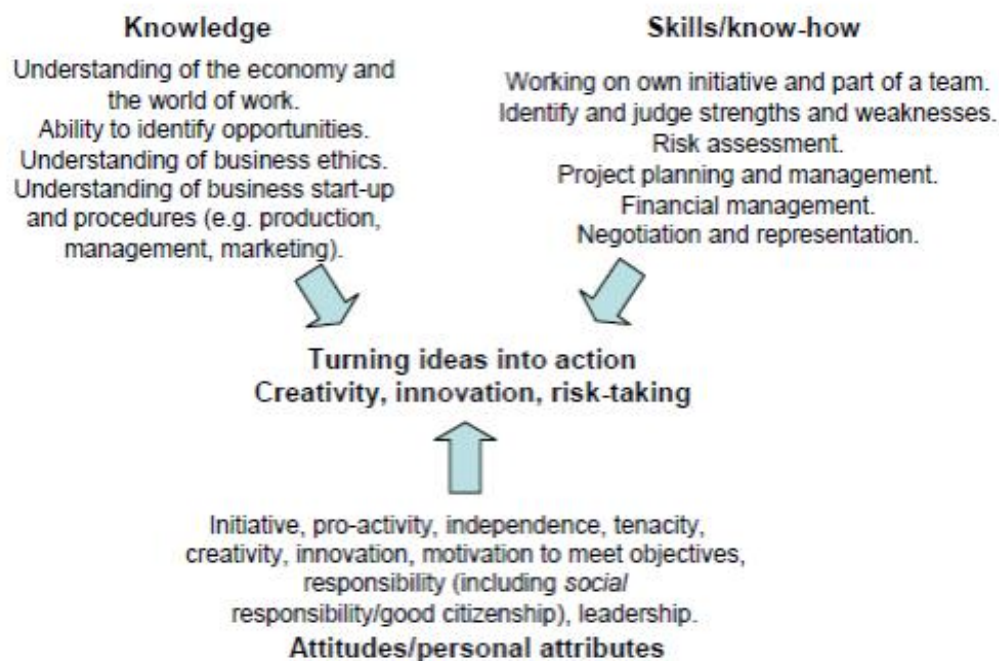 Knowledge
Understanding of the economy and
the world of work.
Ability to identify opportunities.
Understanding of business ethics.
Understanding of business start-up
and procedures (e.g. production,
management, marketing).
Skills/know-how
Working on own initiative and part of a team.
Identify and judge strengths and weaknesses.
Risk assessment.
Project planning and management.
Financial management.
Negotiation and representation.
Turning ideas into action
Creativity, innovation, risk-taking
Initiative, pro-activity, independence, tenacity,
creativity, innovation, motivation to meet objectives,
responsibility (including social
responsibility/good citizenship), leadership.
Attitudes/personal attributes